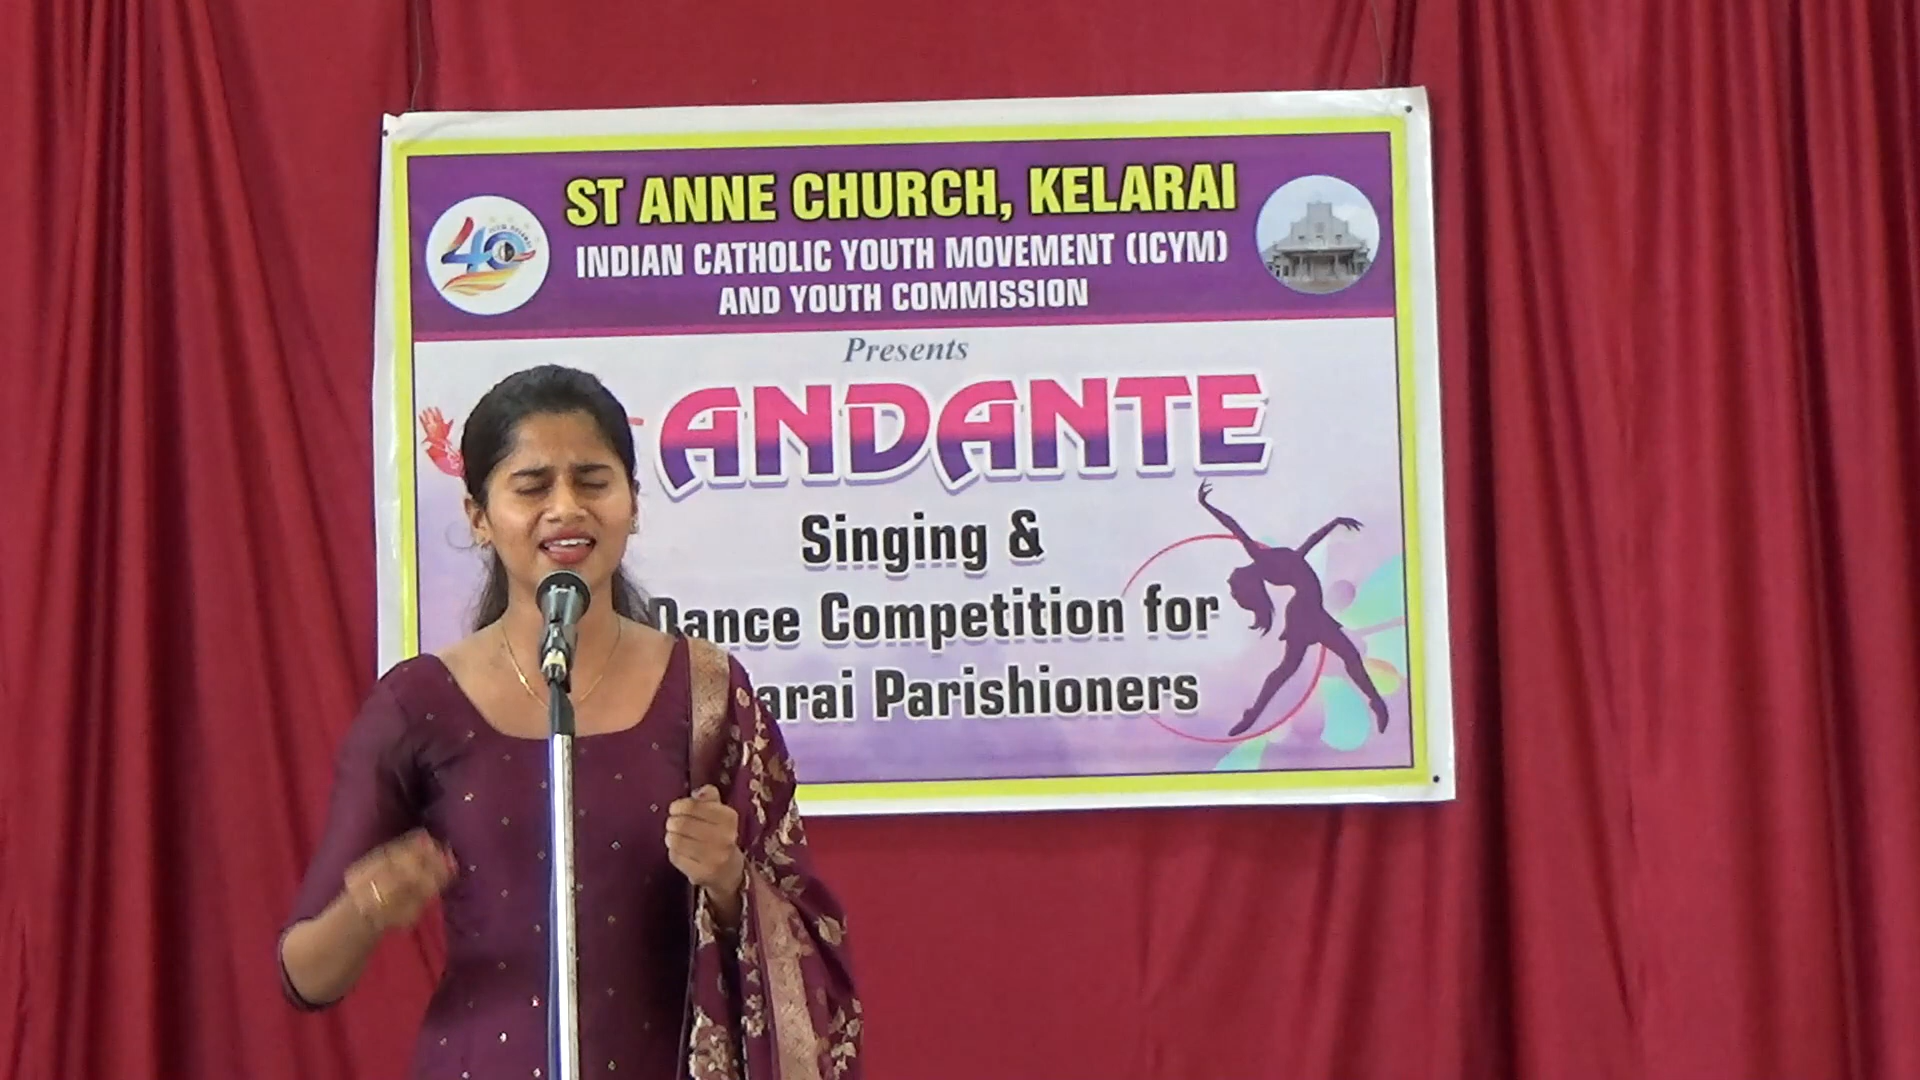 ST ANNE CHURCH, KELARAI
INDIAN CATHOLIC YOUTH MOVEMENT (ICYM)
AND YOUTH COMMISSION
Presents
ANDANTE
Singing &
Dance Competition for
arai Parishioners
40